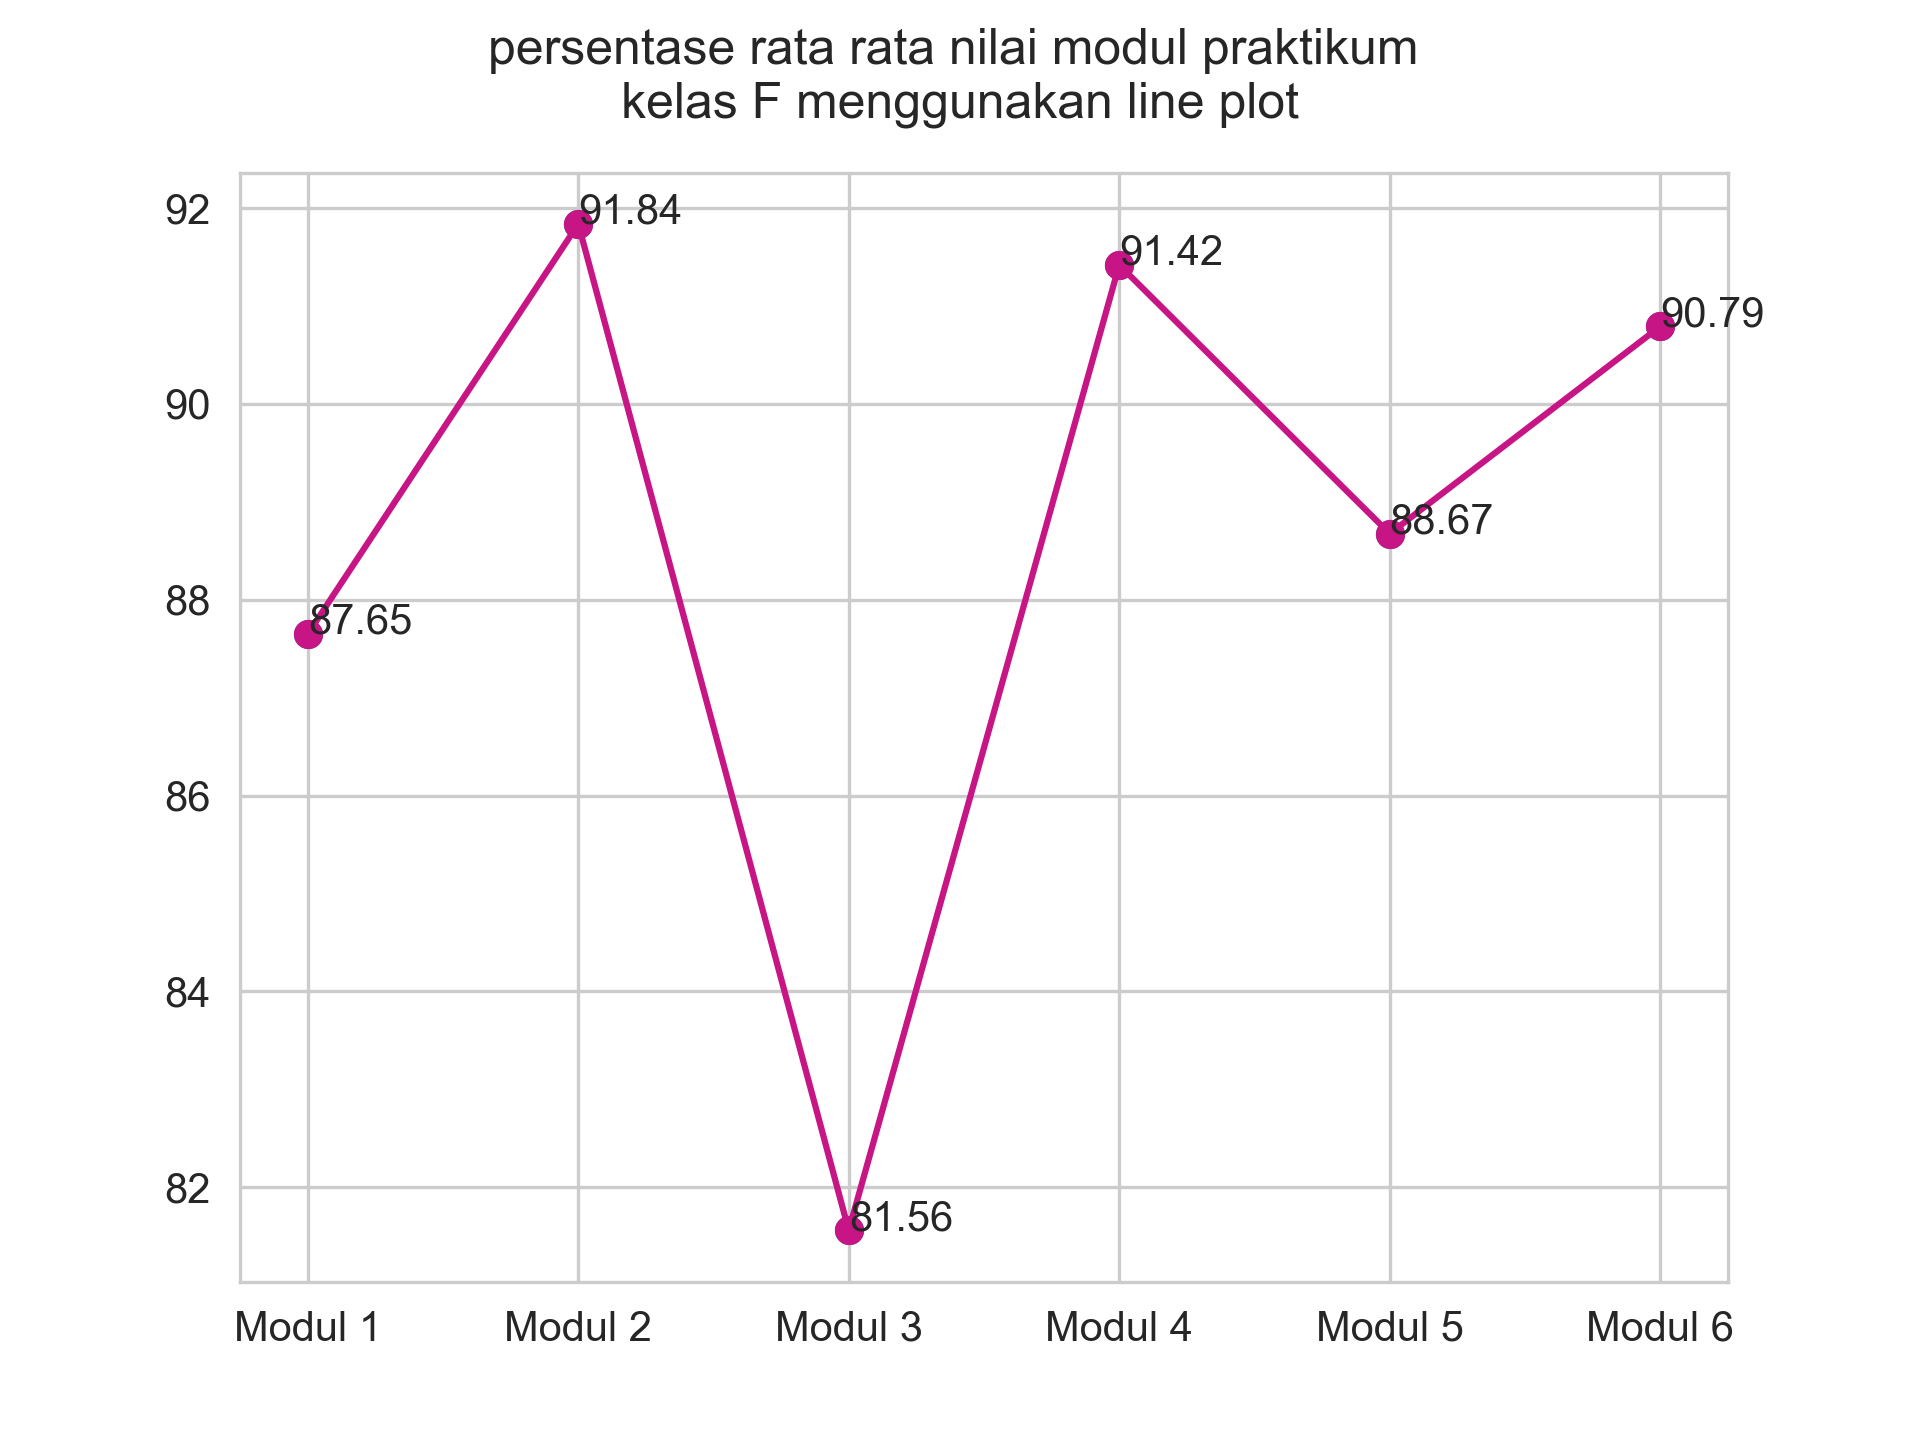 persentase rata rata nilai modul praktikum
kelas F menggunakan line plot
92
90
88
86
84
82
87.65
91.84
81.56
91.42
88.67
90.79
Modul 1
Modul 2
Modul 3
Modul 4
Modul 5
Modul 6